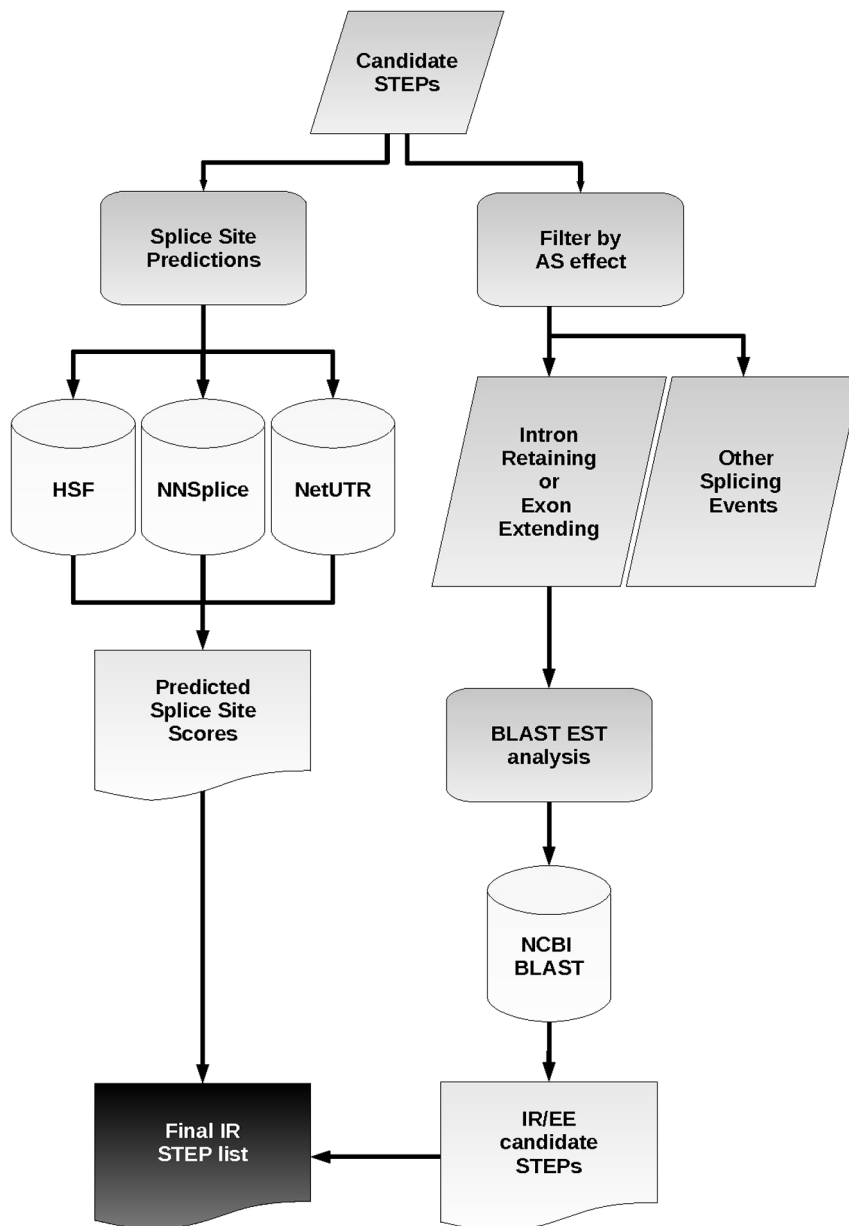 Candidate
STEPs
Splice Site
Predictions
Filter by
AS effect
HSF
NNSplice
NetUTR
Intron
Retaining
or
Exon
Extending
Other
Splicing
Events
Predicted
Splice Site
Scores
BLAST EST
analysis
NCBI
BLAST
Final IR
STEP list
IR/EE
candidate
STEPs